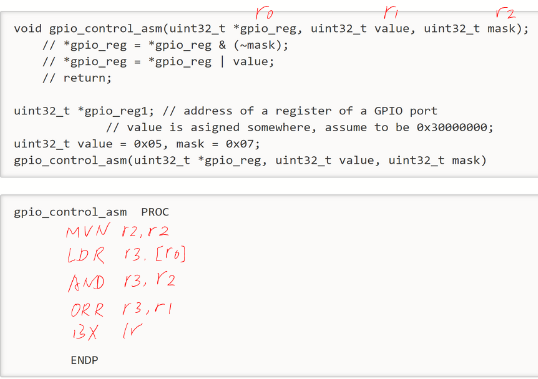 r0 r1 r2
void gpio_control_asm(uint32_t *gpio_reg, uint32_t value, uint32_t mask);
// *gpio_reg = *gpio_reg & (~mask);
// *gpio_reg = *gpio_reg | value;
// return;
uint32_t *gpio_reg1; // address of a register of a GPIO port
// value is asigned somewhere, assume to be 0x30000000;
uint32_t value = 0x05, mask = 0x07;
gpio_control_asm(uint32_t *gpio_reg, uint32_t value, uint32_t mask)
gpio_control_asm PROC
MVN r2, r2
LDR r3. [r0]
AND r3, r2
ORR r3, r1
BX lr
ENDP